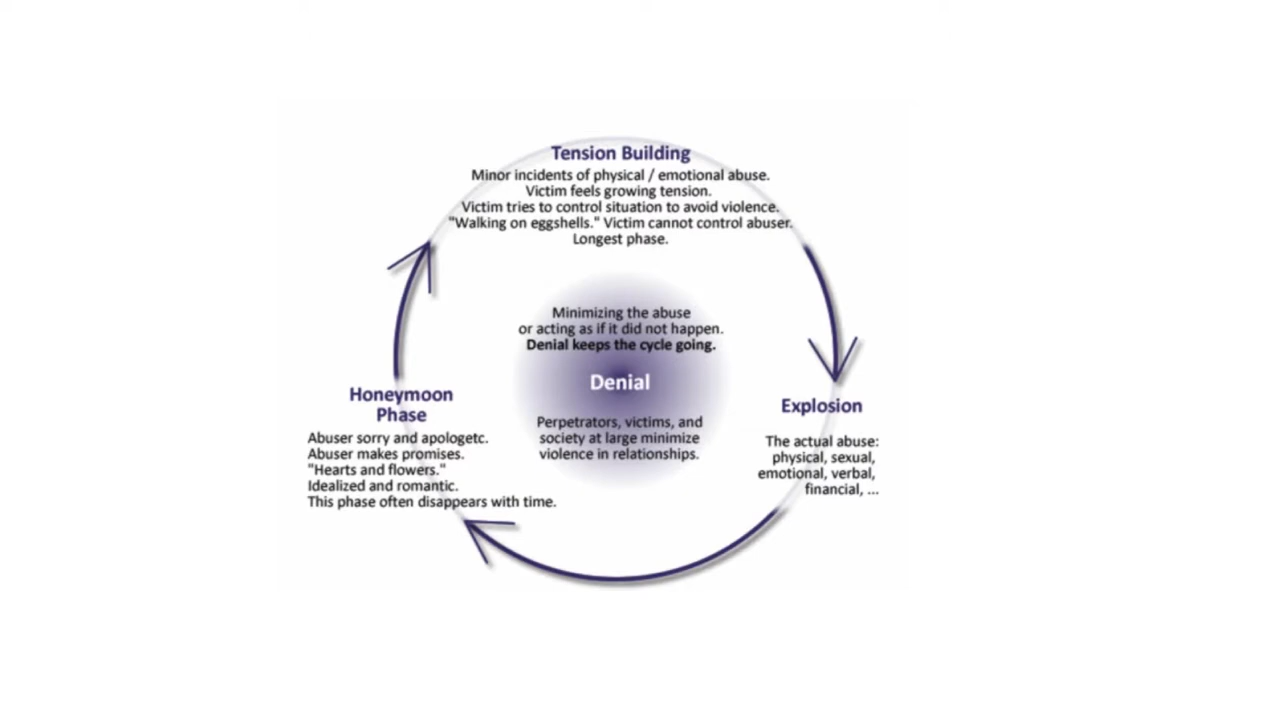 Tension Building
Minor incidents of physical / emotional abuse.
Victim feels growing tension.
Victim tries to control situation to avoid violence.
"Walking on eggshells." Victim cannot control abuser.
Longest phase.
Minimizing the abuse
or acting as if it did not happen.
Denial keeps the cycle going.
Denial
Perpetrators, victims, and
society at large minimize
violence in relationships.
Explosion
The actual abuse:
physical, sexual,
emotional, verbal,
financial, ...
Honeymoon
Phase
Abuser sorry and apologetc.
Abuser makes promises.
"Hearts and flowers."
Idealized and romantic.
This phase often disappears with time.